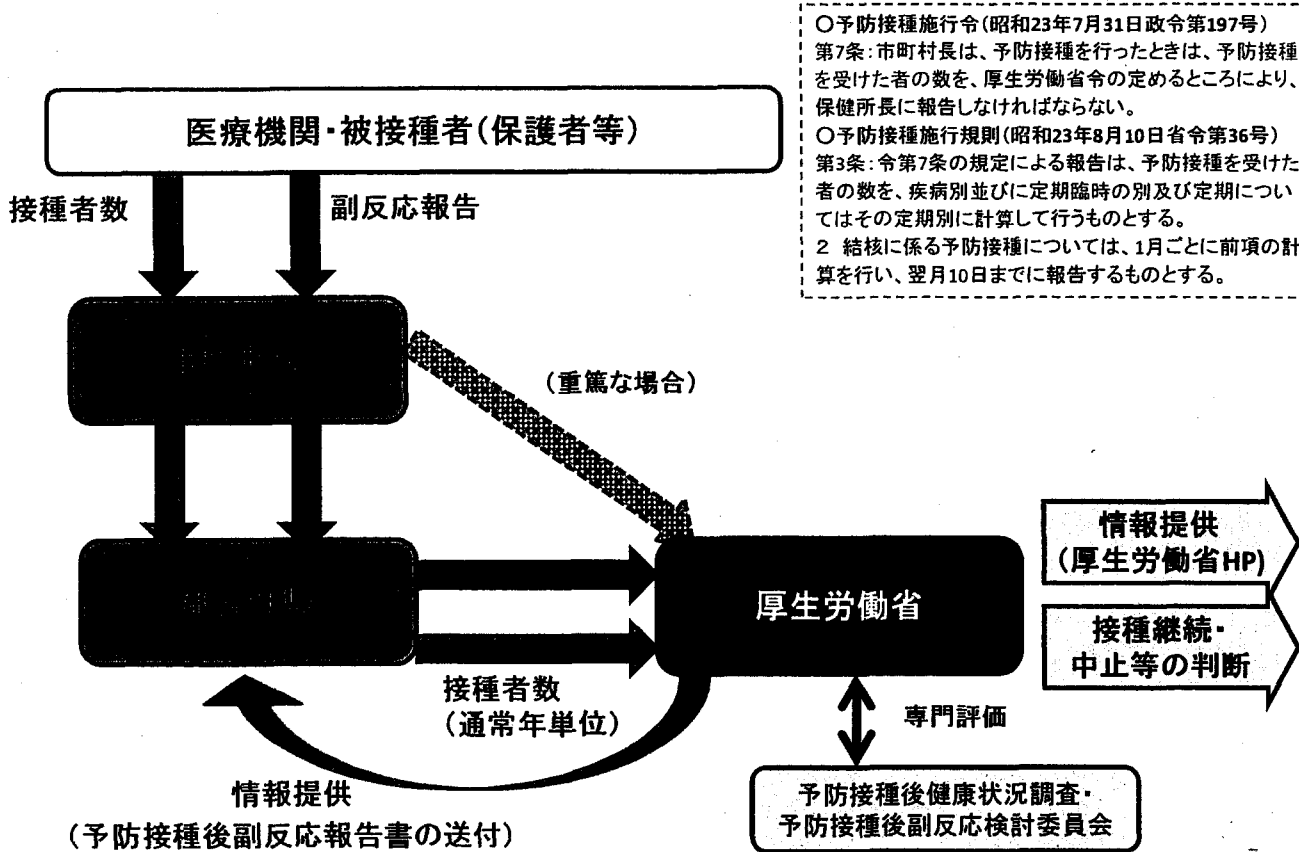 ○予防接種施行令(昭和23年7月31日政令第197号)
第7条:市町村長は、予防接種を行ったときは、予防接種
を受けた者の数を、厚生労働省令の定めるところにより、
保健所長に報告しなければならない。
○予防接種施行規則(昭和23年8月10日省令第36号)
第3条:令第7条の規定による報告は、予防接種を受けた
者の数を、疾病別並びに定期臨時の別及び定期につい
てはその定期別に計算して行うものとする。
2 結核に係る予防接種については、1月ごとに前項の計
算を行い、翌月10日までに報告するものとする。
医療機関・被接種者(保護者等)
接種者数
副反応報告
(重篤な場合)
厚生労働省
情報提供
(厚生労働省HP)
接種継続・
中止等の判断
接種者数
(通常年単位)
専門評価
情報提供
(予防接種後副反応報告書の送付)
予防接種後健康状況調査・
予防接種後副反応検討委員会